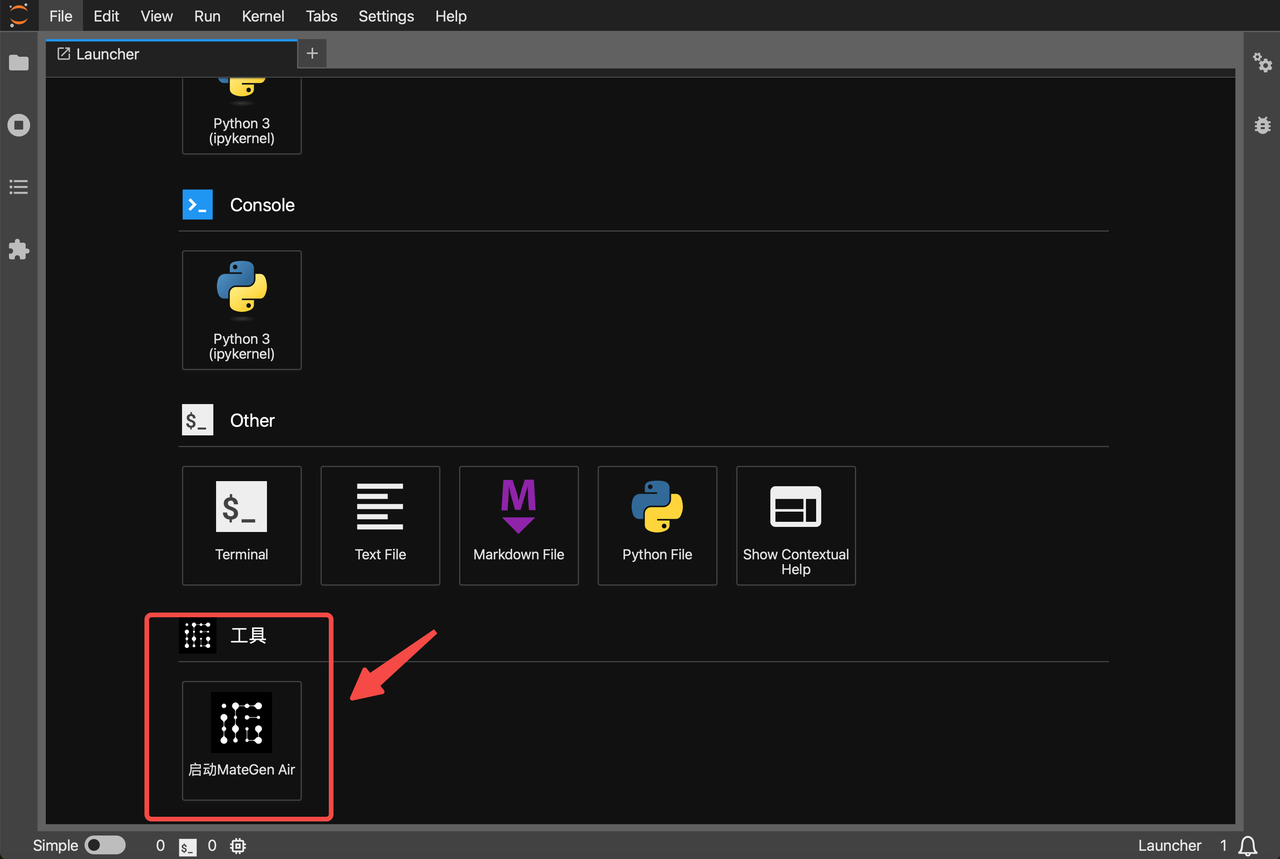 File Edit View Run Kernel Tabs Settings Help
Launcher
Python 3
(ipykernel)
Console
Python 3
(ipykernel)
$_ Other
$_
M
Terminal Text File Markdown File Python File Show Contextual
Help
工具
启动MateGen Air
Simple 0 $_ 0 Launcher 1